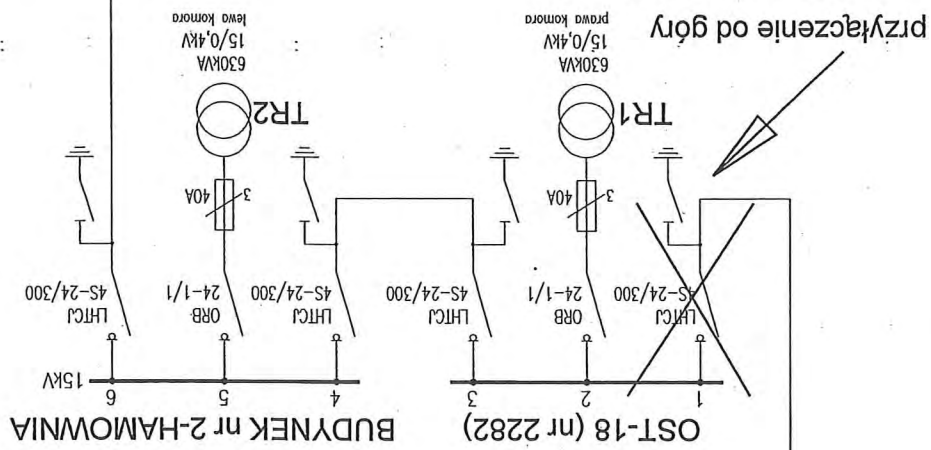 OST-18 (nr 2282) BUDYNEK nr 2-HAMOWNIA
1 2 3 4 5 6 15kV
LHTCJ
4S-24/300
ORB
24-1/1
LHTCJ
4S-24/300
LHTCJ
4S-24/300
ORB
24-1/1
LHTCJ
4S-24/300
3 40A
3 40A
TR1
630kVA
15/0,4kV
prawa komora
TR2
630kVA
15/0,4kV
lewa komora
przyłączenie od góry